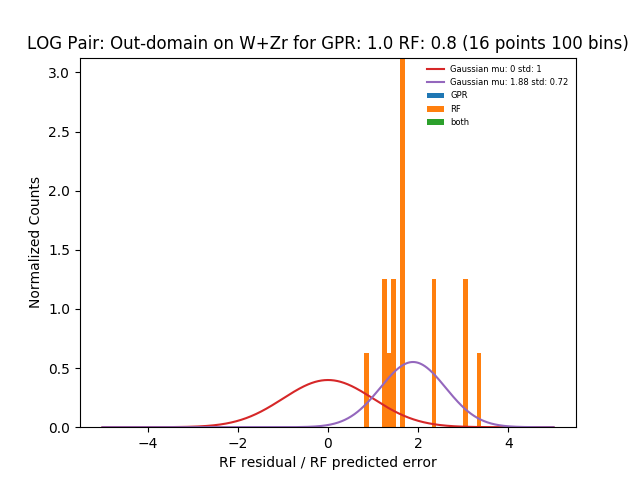 LOG Pair: Out-domain on W+Zr for GPR: 1.0 RF: 0.8 (16 points 100 bins)
Gaussian mu: 0 std: 1
Gaussian mu: 1.88 std: 0.72
GPR
RF
both
Normalized Counts
3.0
2.5
2.0
1.5
1.0
0.5
0.0
−4 −2 0 2 4
RF residual / RF predicted error